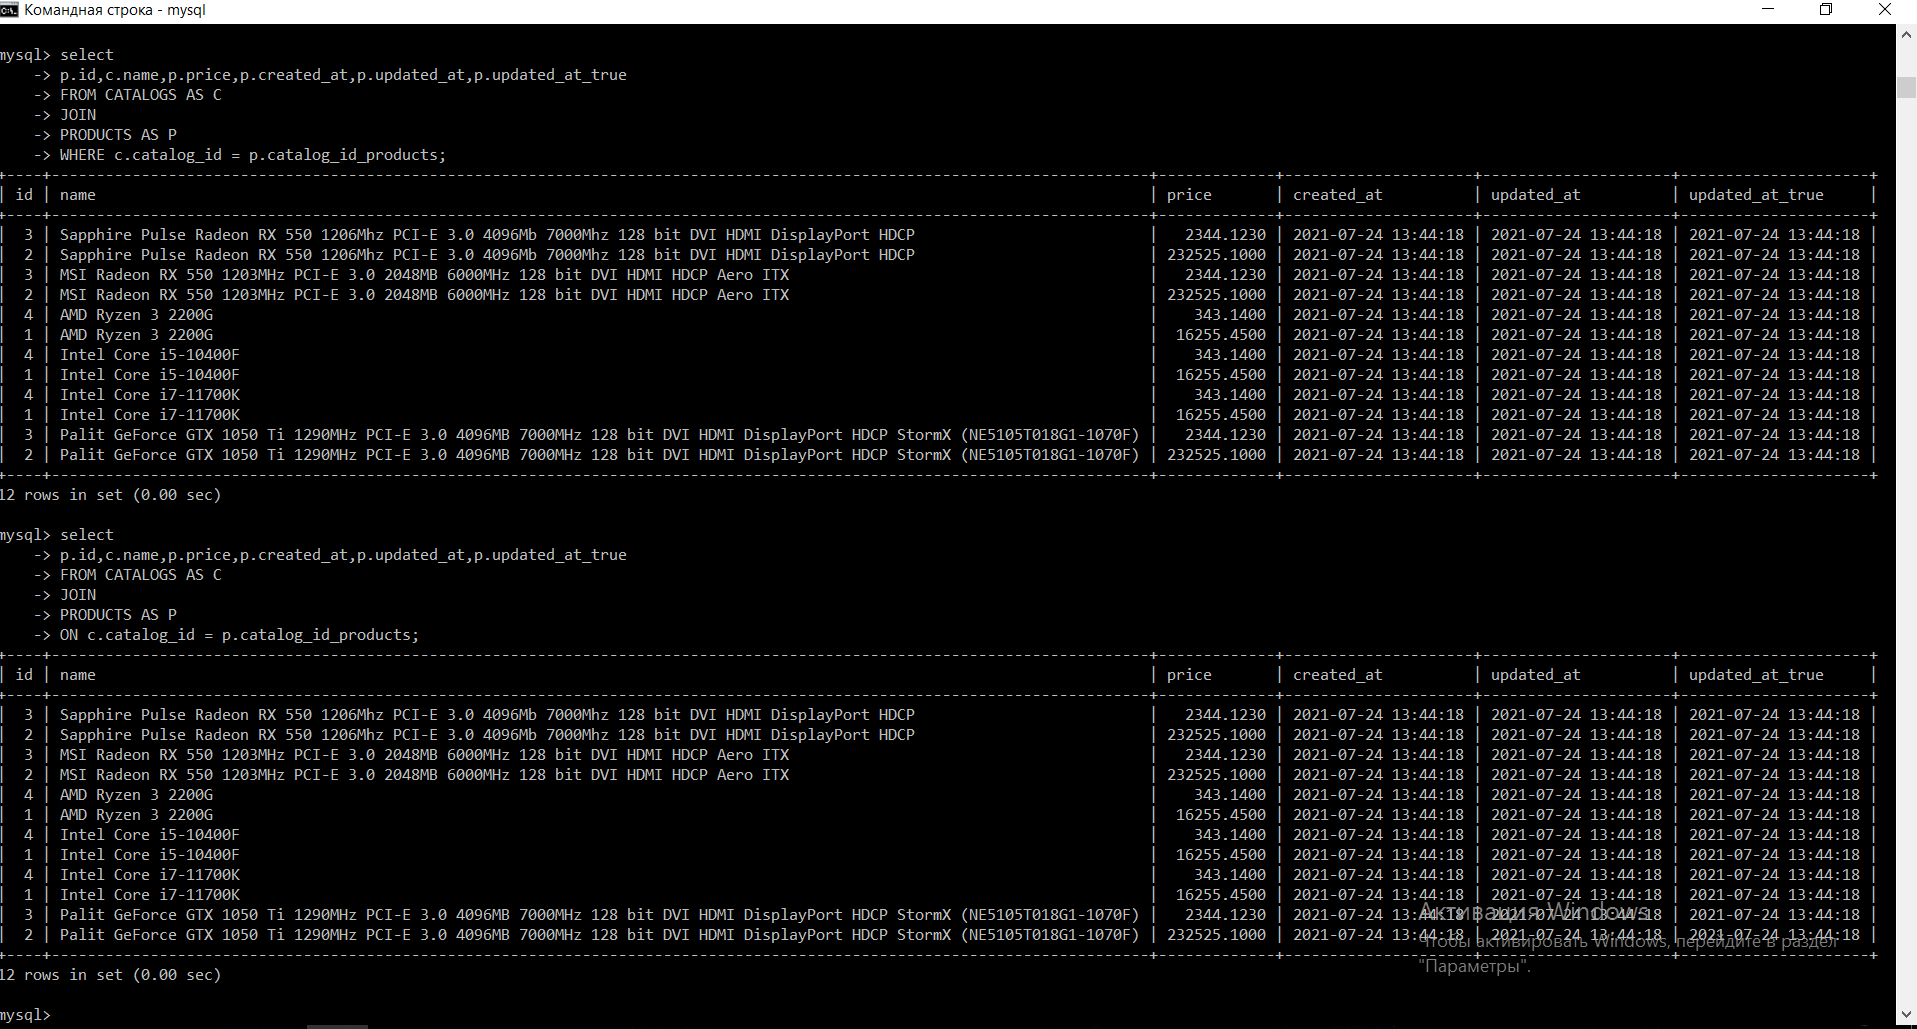 Командная строка - mysql
mysql> select
-> p.id,c.name,p.price,p.created_at,p.updated_at,p.updated_at_true
-> FROM CATALOGS AS C
-> JOIN
-> PRODUCTS AS P
-> WHERE c.catalog_id = p.catalog_id_products;
| id | name | price | created_at | updated_at | updated_at_true |
| 3 | Sapphire Pulse Radeon RX 550 1206Mhz PCI-E 3.0 4096Mb 7000Mhz 128 bit DVI HDMI DisplayPort HDCP | 2344.1230 | 2021-07-24 13:44:18 | 2021-07-24 13:44:18 | 2021-07-24 13:44:18 |
| 2 | Sapphire Pulse Radeon RX 550 1206Mhz PCI-E 3.0 4096Mb 7000Mhz 128 bit DVI HDMI DisplayPort HDCP | 232525.1000 | 2021-07-24 13:44:18 | 2021-07-24 13:44:18 | 2021-07-24 13:44:18 |
| 3 | MSI Radeon RX 550 1203MHz PCI-E 3.0 2048MB 6000MHz 128 bit DVI HDMI HDCP Aero ITX | 2344.1230 | 2021-07-24 13:44:18 | 2021-07-24 13:44:18 | 2021-07-24 13:44:18 |
| 2 | MSI Radeon RX 550 1203MHz PCI-E 3.0 2048MB 6000MHz 128 bit DVI HDMI HDCP Aero ITX | 232525.1000 | 2021-07-24 13:44:18 | 2021-07-24 13:44:18 | 2021-07-24 13:44:18 |
| 4 | AMD Ryzen 3 2200G | 343.1400 | 2021-07-24 13:44:18 | 2021-07-24 13:44:18 | 2021-07-24 13:44:18 |
| 1 | AMD Ryzen 3 2200G | 16255.4500 | 2021-07-24 13:44:18 | 2021-07-24 13:44:18 | 2021-07-24 13:44:18 |
| 4 | Intel Core i5-10400F | 343.1400 | 2021-07-24 13:44:18 | 2021-07-24 13:44:18 | 2021-07-24 13:44:18 |
| 1 | Intel Core i5-10400F | 16255.4500 | 2021-07-24 13:44:18 | 2021-07-24 13:44:18 | 2021-07-24 13:44:18 |
| 4 | Intel Core i7-11700K | 343.1400 | 2021-07-24 13:44:18 | 2021-07-24 13:44:18 | 2021-07-24 13:44:18 |
| 1 | Intel Core i7-11700K | 16255.4500 | 2021-07-24 13:44:18 | 2021-07-24 13:44:18 | 2021-07-24 13:44:18 |
| 3 | Palit GeForce GTX 1050 Ti 1290MHz PCI-E 3.0 4096MB 7000MHz 128 bit DVI HDMI DisplayPort HDCP StormX (NE5105T018G1-1070F) | 2344.1230 | 2021-07-24 13:44:18 | 2021-07-24 13:44:18 | 2021-07-24 13:44:18 |
| 2 | Palit GeForce GTX 1050 Ti 1290MHz PCI-E 3.0 4096MB 7000MHz 128 bit DVI HDMI DisplayPort HDCP StormX (NE5105T018G1-1070F) | 232525.1000 | 2021-07-24 13:44:18 | 2021-07-24 13:44:18 | 2021-07-24 13:44:18 |
12 rows in set (0.00 sec)
mysql> select
-> p.id,c.name,p.price,p.created_at,p.updated_at,p.updated_at_true
-> FROM CATALOGS AS C
-> JOIN
-> PRODUCTS AS P
-> ON c.catalog_id = p.catalog_id_products;
| id | name | price | created_at | updated_at | updated_at_true |
| 3 | Sapphire Pulse Radeon RX 550 1206Mhz PCI-E 3.0 4096Mb 7000Mhz 128 bit DVI HDMI DisplayPort HDCP | 2344.1230 | 2021-07-24 13:44:18 | 2021-07-24 13:44:18 | 2021-07-24 13:44:18 |
| 2 | Sapphire Pulse Radeon RX 550 1206Mhz PCI-E 3.0 4096Mb 7000Mhz 128 bit DVI HDMI DisplayPort HDCP | 232525.1000 | 2021-07-24 13:44:18 | 2021-07-24 13:44:18 | 2021-07-24 13:44:18 |
| 3 | MSI Radeon RX 550 1203MHz PCI-E 3.0 2048MB 6000MHz 128 bit DVI HDMI HDCP Aero ITX | 2344.1230 | 2021-07-24 13:44:18 | 2021-07-24 13:44:18 | 2021-07-24 13:44:18 |
| 2 | MSI Radeon RX 550 1203MHz PCI-E 3.0 2048MB 6000MHz 128 bit DVI HDMI HDCP Aero ITX | 232525.1000 | 2021-07-24 13:44:18 | 2021-07-24 13:44:18 | 2021-07-24 13:44:18 |
| 4 | AMD Ryzen 3 2200G | 343.1400 | 2021-07-24 13:44:18 | 2021-07-24 13:44:18 | 2021-07-24 13:44:18 |
| 1 | AMD Ryzen 3 2200G | 16255.4500 | 2021-07-24 13:44:18 | 2021-07-24 13:44:18 | 2021-07-24 13:44:18 |
| 4 | Intel Core i5-10400F | 343.1400 | 2021-07-24 13:44:18 | 2021-07-24 13:44:18 | 2021-07-24 13:44:18 |
| 1 | Intel Core i5-10400F | 16255.4500 | 2021-07-24 13:44:18 | 2021-07-24 13:44:18 | 2021-07-24 13:44:18 |
| 4 | Intel Core i7-11700K | 343.1400 | 2021-07-24 13:44:18 | 2021-07-24 13:44:18 | 2021-07-24 13:44:18 |
| 1 | Intel Core i7-11700K | 16255.4500 | 2021-07-24 13:44:18 | 2021-07-24 13:44:18 | 2021-07-24 13:44:18 |
| 3 | Palit GeForce GTX 1050 Ti 1290MHz PCI-E 3.0 4096MB 7000MHz 128 bit DVI HDMI DisplayPort HDCP StormX (NE5105T018G1-1070F) | 2344.1230 | 2021-07-24 13:44:18 | 2021-07-24 13:44:18 | 2021-07-24 13:44:18 |
| 2 | Palit GeForce GTX 1050 Ti 1290MHz PCI-E 3.0 4096MB 7000MHz 128 bit DVI HDMI DisplayPort HDCP StormX (NE5105T018G1-1070F) | 232525.1000 | 2021-07-24 13:44:18 | 2021-07-24 13:44:18 | 2021-07-24 13:44:18 |
12 rows in set (0.00 sec)
mysql>
Активация Windows
Чтобы активировать Windows, перейдите в раздел
"Параметры".